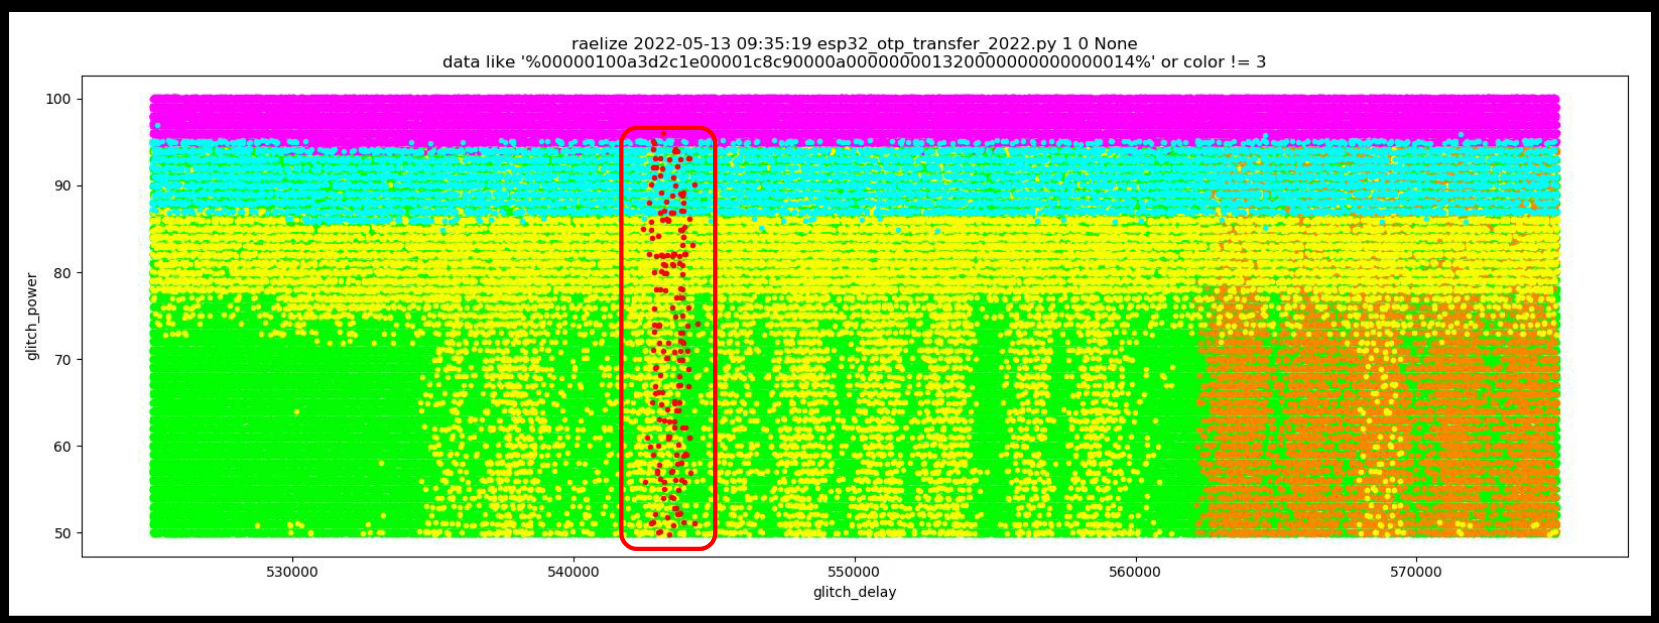 raelize 2022-05-13 09:35:19 esp32_otp_transfer_2022.py 1 0 None
data like '%00000100a3d2c1e00001c8c90000a000000001320000000000000014%' or color != 3
100
90
80
70
60
50
glitch_power
530000
540000
550000
560000
570000
glitch_delay